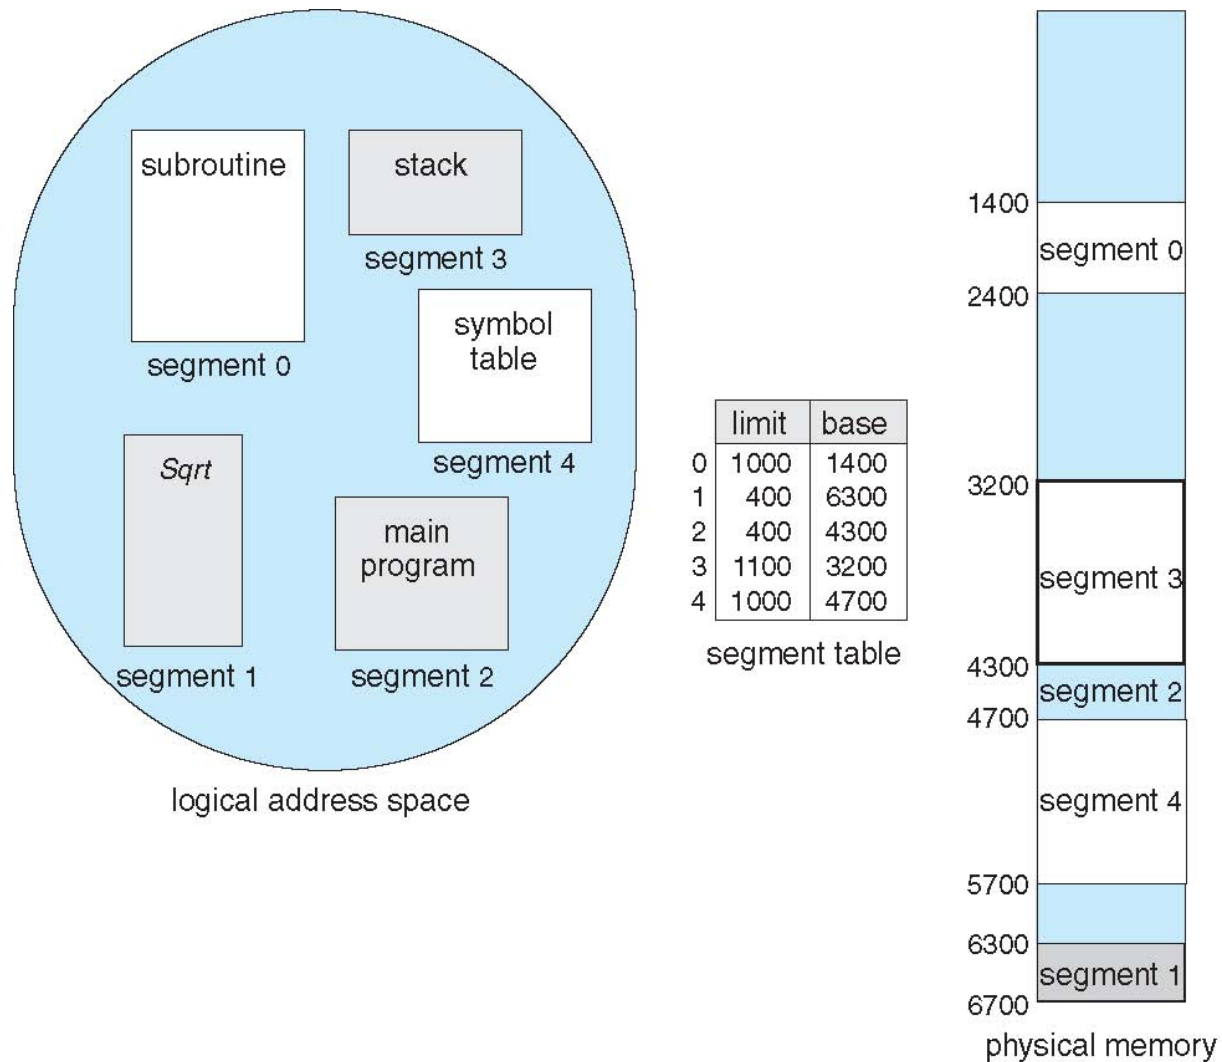 subroutine
segment 0
stack
segment 3
symbol
table
segment 4
Sqrt
segment 1
main
program
segment 2
logical address space
limit base
0 1000 1400
1 400 6300
2 400 4300
3 1100 3200
4 1000 4700
segment table
1400
segment 0
2400
3200
segment 3
4300
segment 2
4700
segment 4
5700
6300
segment 1
6700
physical memory